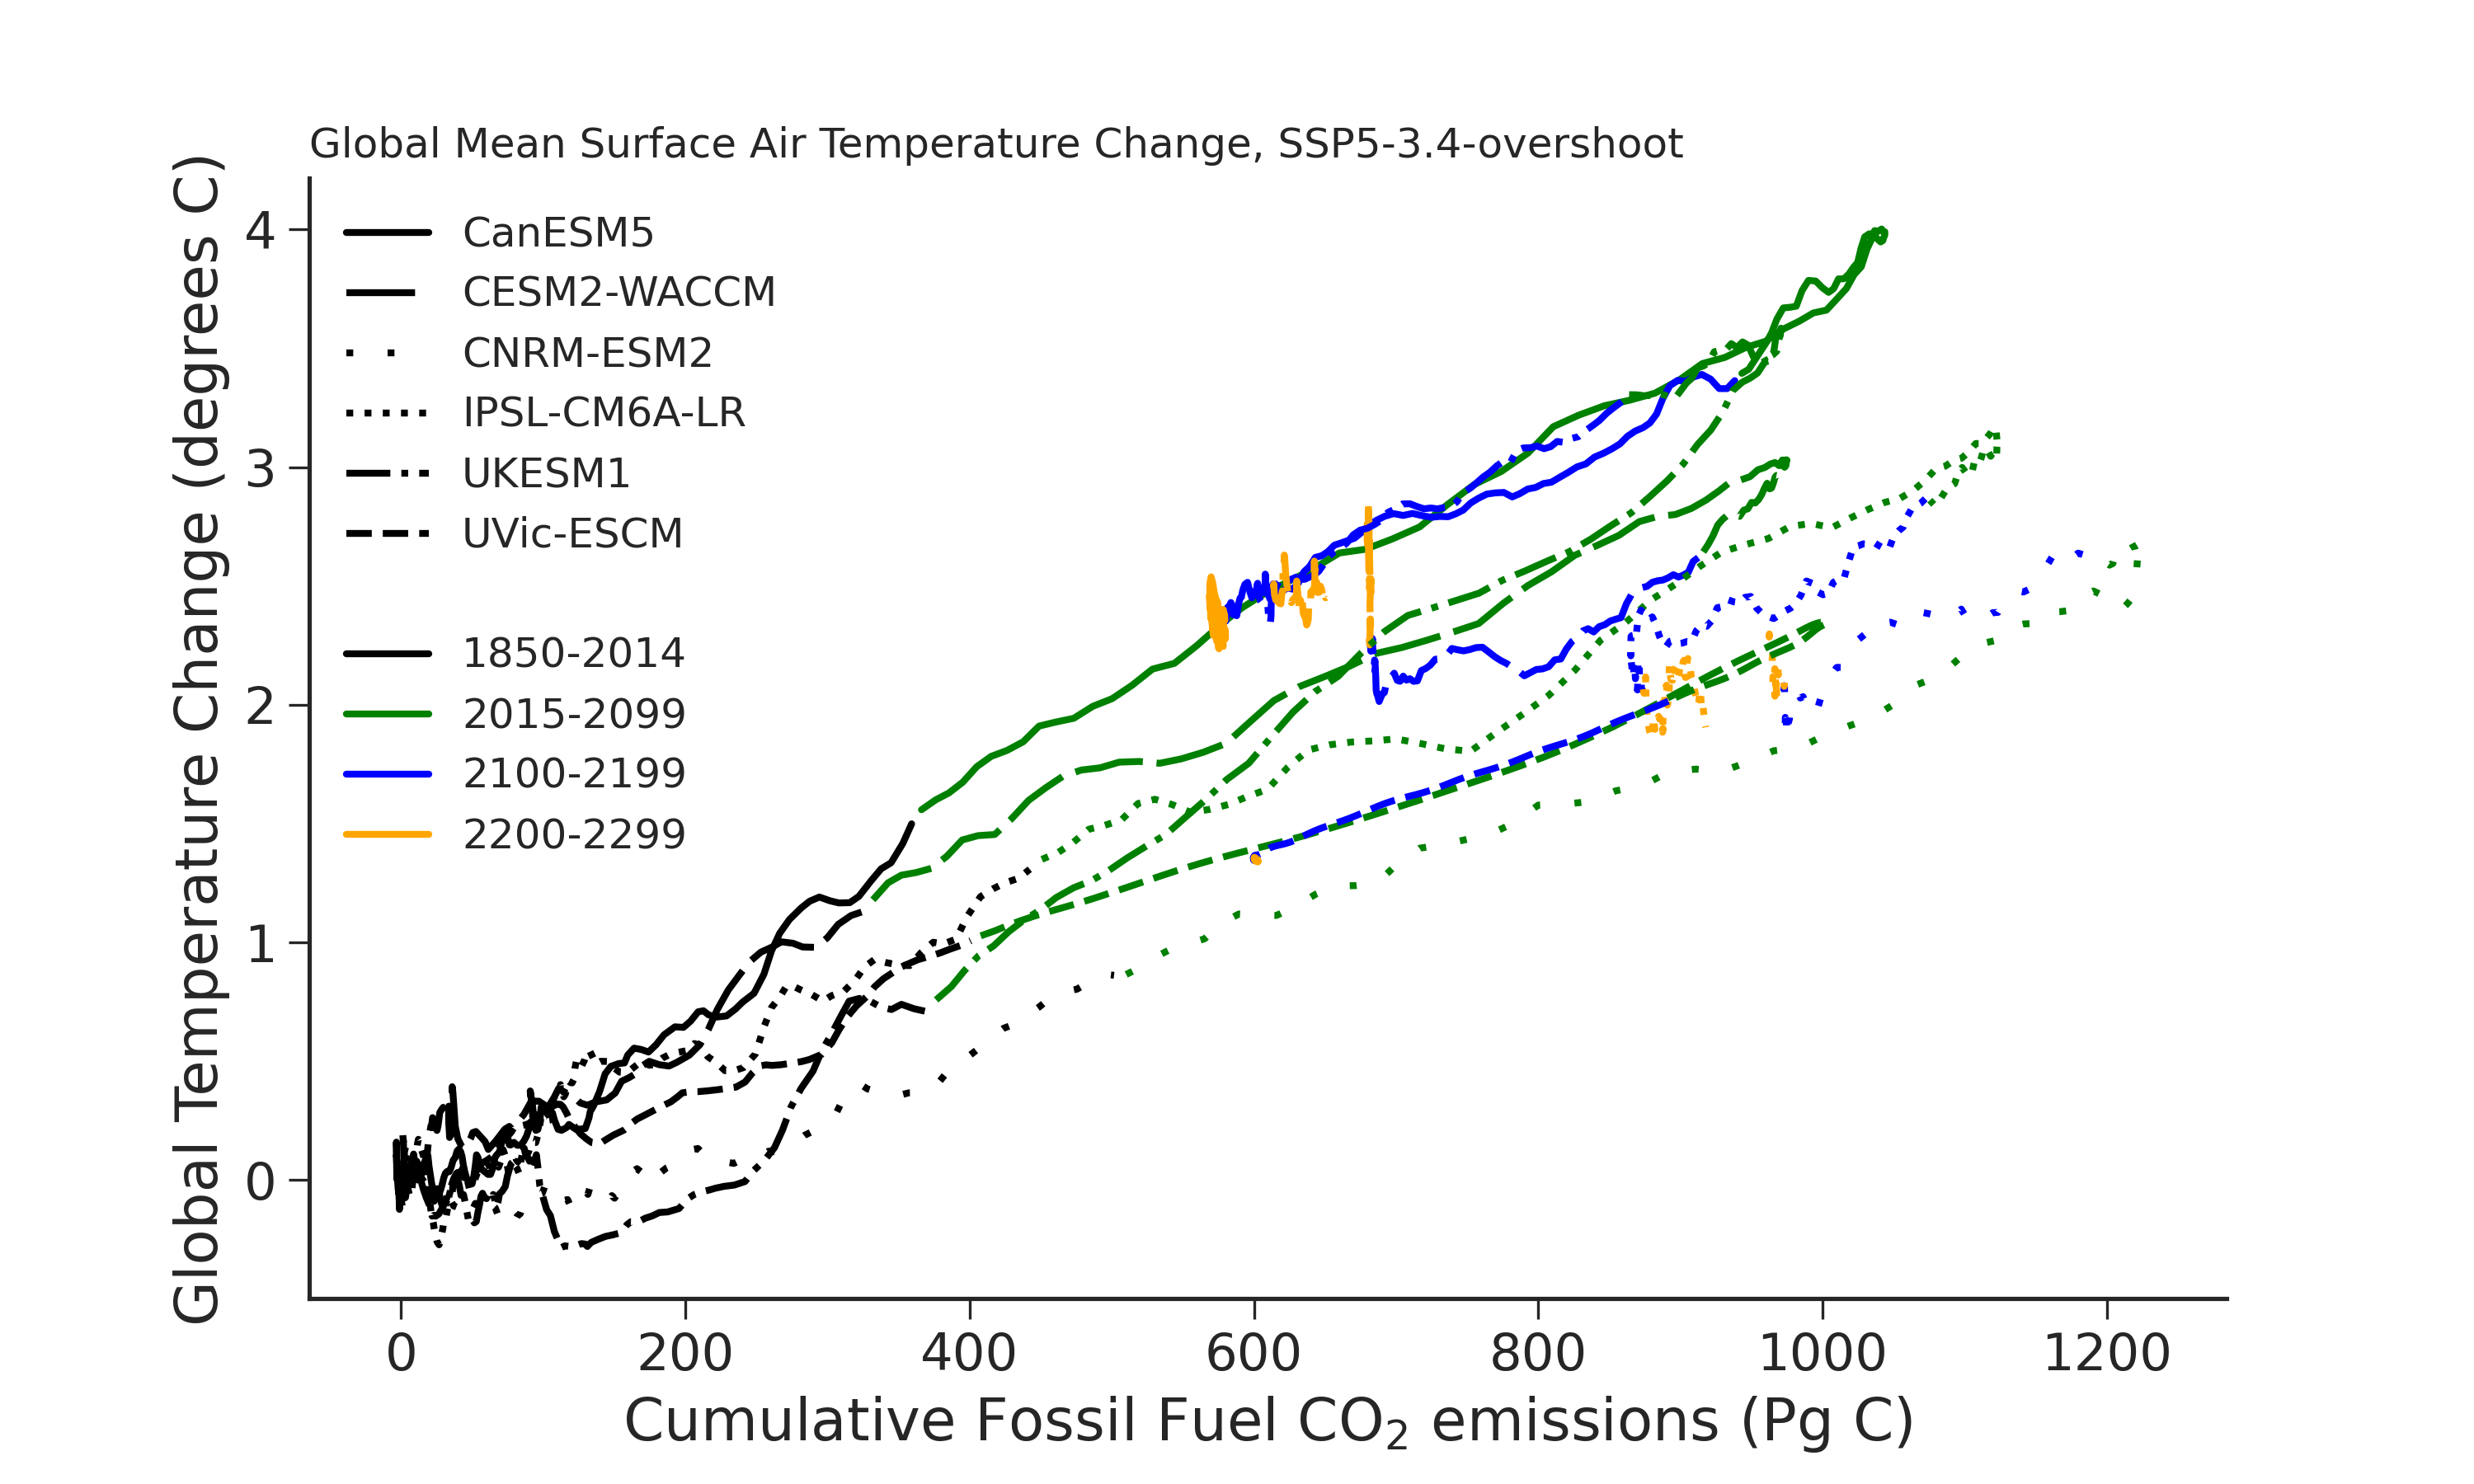 Global Mean Surface Air Temperature Change, SSP5-3.4-overshoot
Global Temperature Change (degrees C)
4
3
2
1
0
CanESM5
CESM2-WACCM
CNRM-ESM2
IPSL-CM6A-LR
UKESM1
UVic-ESCM
1850-2014
2015-2099
2100-2199
2200-2299
0 200 400 600 800 1000 1200
Cumulative Fossil Fuel CO₂ emissions (Pg C)